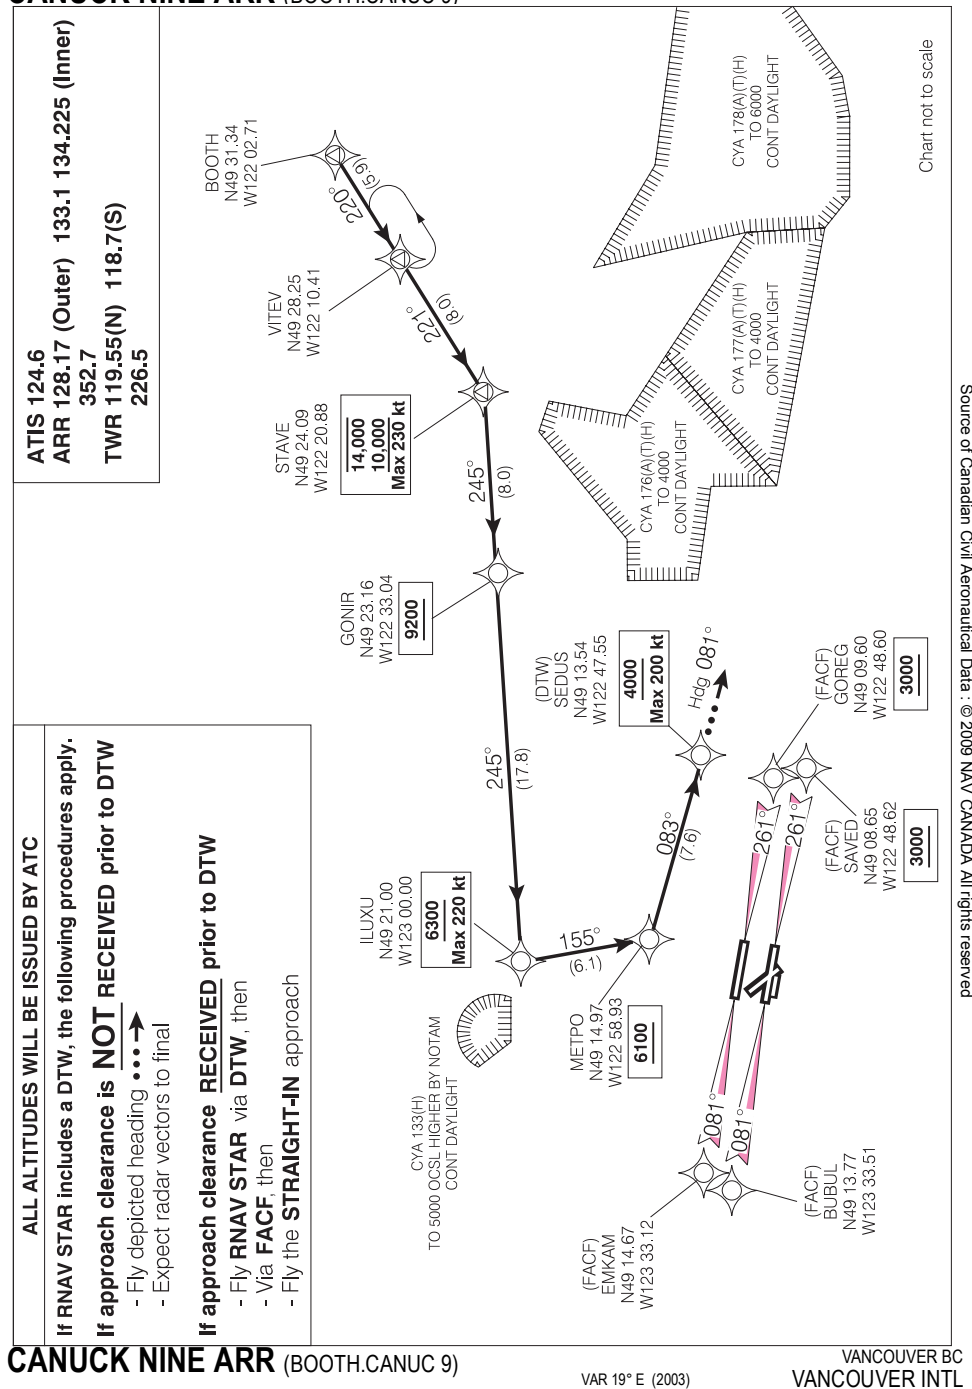 CANUCK NINE ARR (BOOTH.CANUC 9)
ATIS 124.6
ARR 128.17 (Outer) 133.1 134.225 (Inner)
352.7
TWR 119.55(N) 118.7(S)
226.5
ALL ALTITUDES WILL BE ISSUED BY ATC
If RNAV STAR includes a DTW, the following procedures apply.
If approach clearance is NOT RECEIVED prior to DTW
- Fly depicted heading
- Expect radar vectors to final
If approach clearance RECEIVED prior to DTW
- Fly RNAV STAR via DTW, then
- Via FACF, then
- Fly the STRAIGHT-IN approach
BOOTH
N49 31.34
W122 02.71
220°
(5.9)
VITEV
N49 28.25
W122 10.41
221°
(8.0)
STAVE
N49 24.09
W122 20.88
14,000
10,000
Max 230 kt
245°
(8.0)
GONIR
N49 23.16
W122 33.04
9200
245°
(17.8)
ILUXU
N49 21.00
W123 00.00
6300
Max 220 kt
155°
(6.1)
METPO
N49 14.97
W122 58.93
6100
083°
(7.6)
(DTW)
SEDUS
N49 13.54
W122 47.55
4000
Max 200 kt
Hdg 081°
(FACF)
GOREG
N49 09.60
W122 48.60
3000
(FACF)
SAVED
N49 08.65
W122 48.62
3000
261°
261°
081°
081°
(FACF)
EMKAM
N49 14.67
W123 33.12
(FACF)
BUBUL
N49 13.77
W123 33.51
CYA 133(H)
TO 5000 OCSL HIGHER BY NOTAM
CONT DAYLIGHT
CYA 176(A)(T)(H)
TO 4000
CONT DAYLIGHT
CYA 177(A)(T)(H)
TO 4000
CONT DAYLIGHT
CYA 178(A)(T)(H)
TO 6000
CONT DAYLIGHT
Chart not to scale
Source of Canadian Civil Aeronautical Data : © 2009 NAV CANADA All rights reserved
CANUCK NINE ARR (BOOTH.CANUC 9)
VAR 19° E (2003)
VANCOUVER BC
VANCOUVER INTL